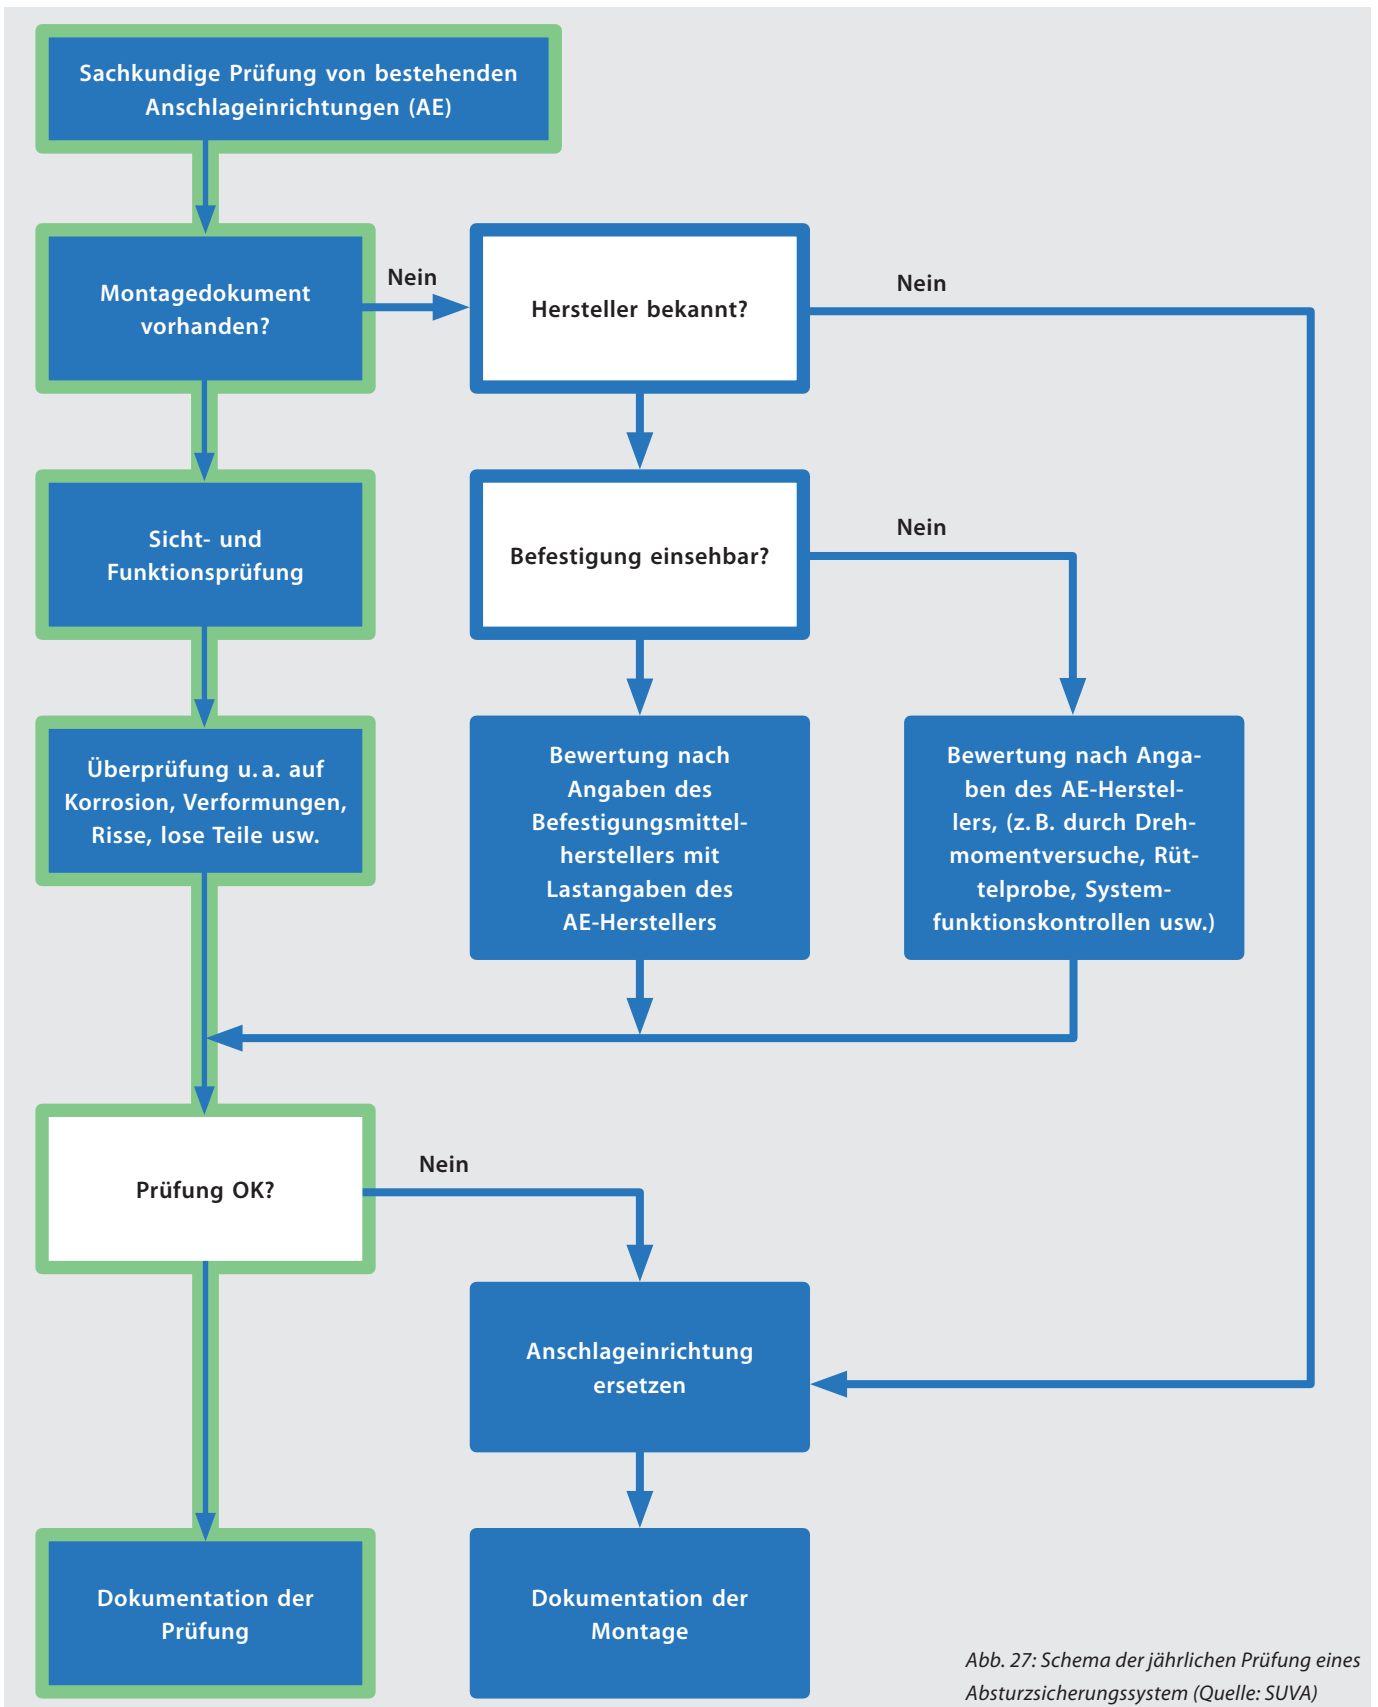 Sachkundige Prüfung von bestehenden
Anschlageinrichtungen (AE)
Montagedokument
vorhanden?
Nein
Hersteller bekannt?
Nein
Sicht- und
Funktionsprüfung
Befestigung einsehbar?
Nein
Überprüfung u. a. auf
Korrosion, Verformungen,
Risse, lose Teile usw.
Bewertung nach
Angaben des
Befestigungsmittel-
herstellers mit
Lastangaben des
AE-Herstellers
Bewertung nach Anga-
ben des AE-Herstel-
lers, (z. B. durch Dreh-
momentversuche, Rüt-
telprobe, System-
funktionskontrollen usw.)
Prüfung OK?
Nein
Anschlageinrichtung
ersetzen
Dokumentation der
Prüfung
Dokumentation der
Montage
Abb. 27: Schema der jährlichen Prüfung eines
Absturzsicherungssystem (Quelle: SUVA)